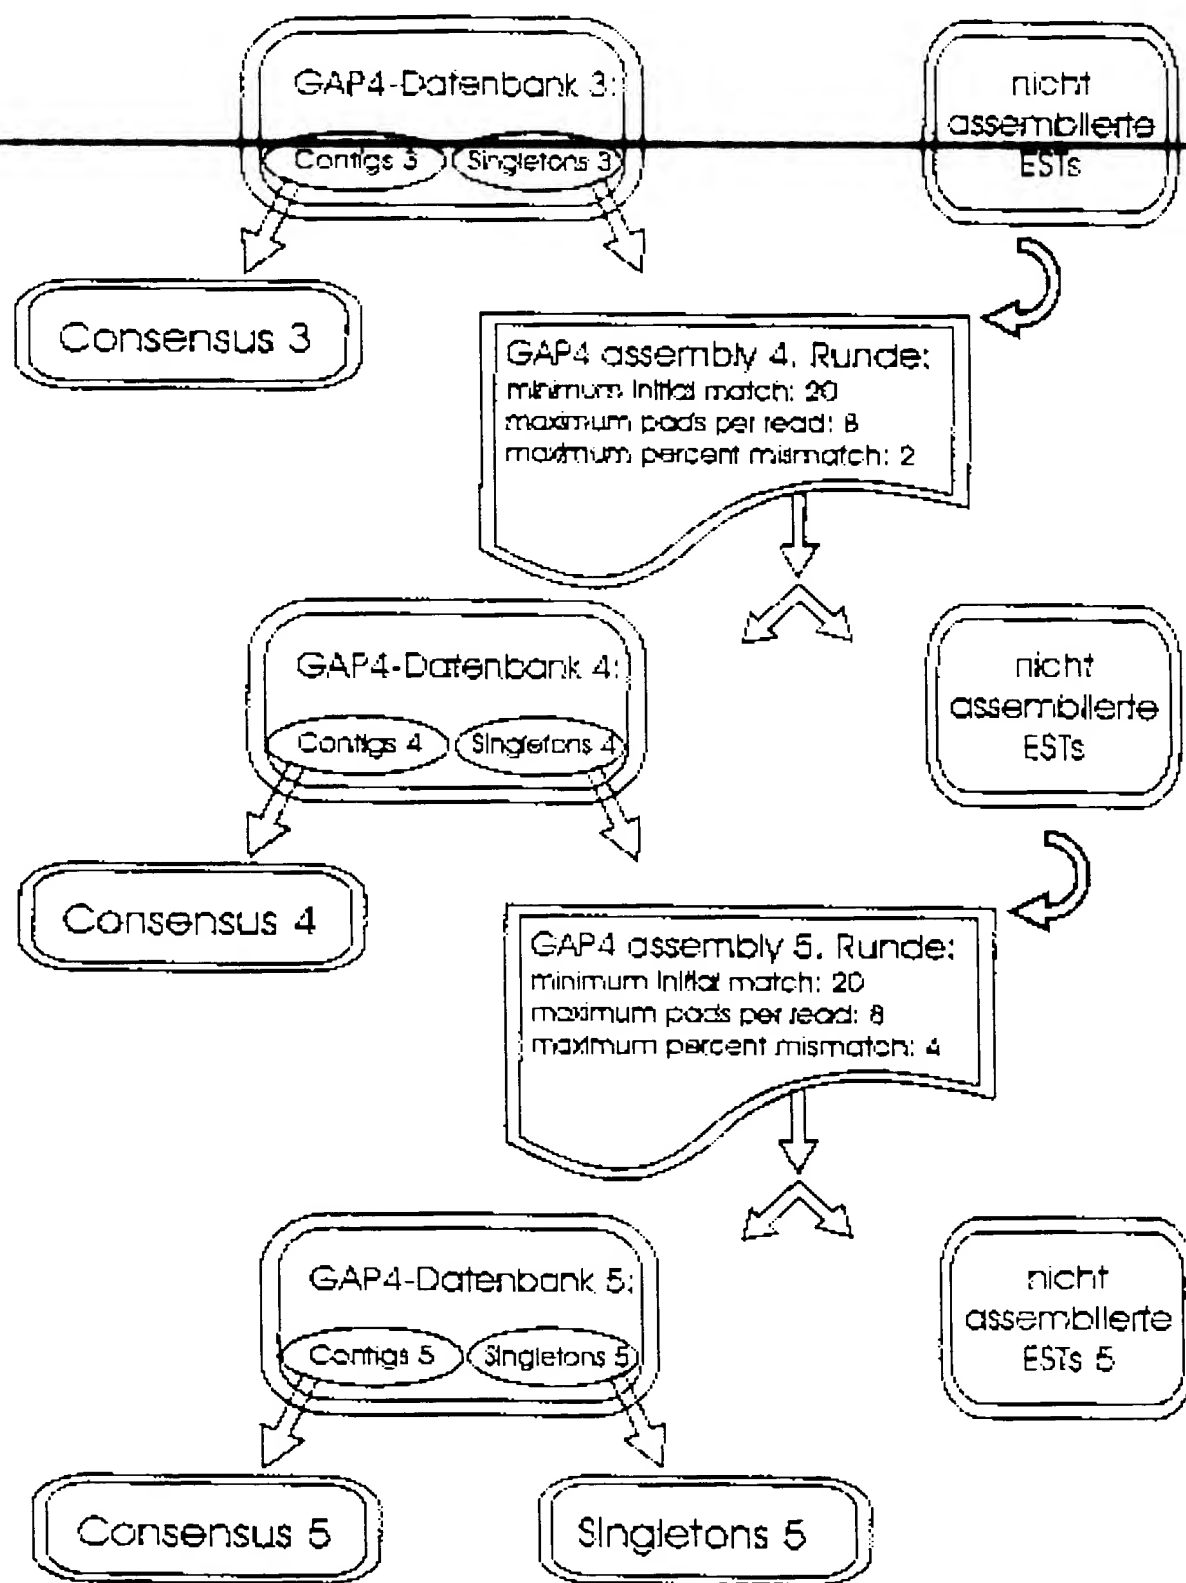 GAP4-Datenbank 3:
Contigs 3
Singletons 3
nicht
assemblierte
ESTs
Consensus 3
GAP4 assembly 4. Runde:
minimum initial match: 20
maximum pads per read: 8
maximum percent mismatch: 2
GAP4-Datenbank 4:
Contigs 4
Singletons 4
nicht
assemblierte
ESTs
Consensus 4
GAP4 assembly 5. Runde:
minimum initial match: 20
maximum pads per read: 8
maximum percent mismatch: 4
GAP4-Datenbank 5:
Contigs 5
Singletons 5
nicht
assemblierte
ESTs 5
Consensus 5
Singletons 5